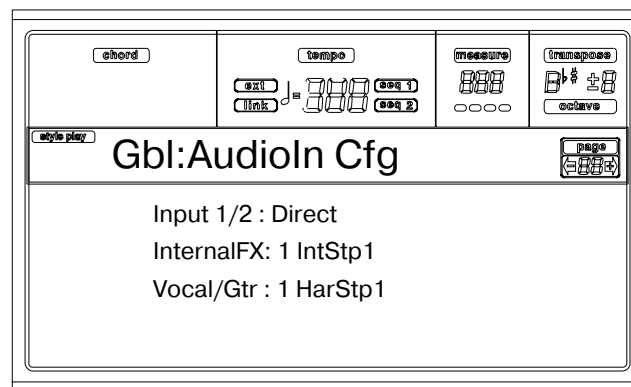 chord
tempo
measure
transpose
ext
link
seq 1
seq 2
octave
style play
Gbl:AudioIn Cfg
page
Input 1/2 : Direct
InternalFX: 1 IntStp1
Vocal/Gtr : 1 HarStp1